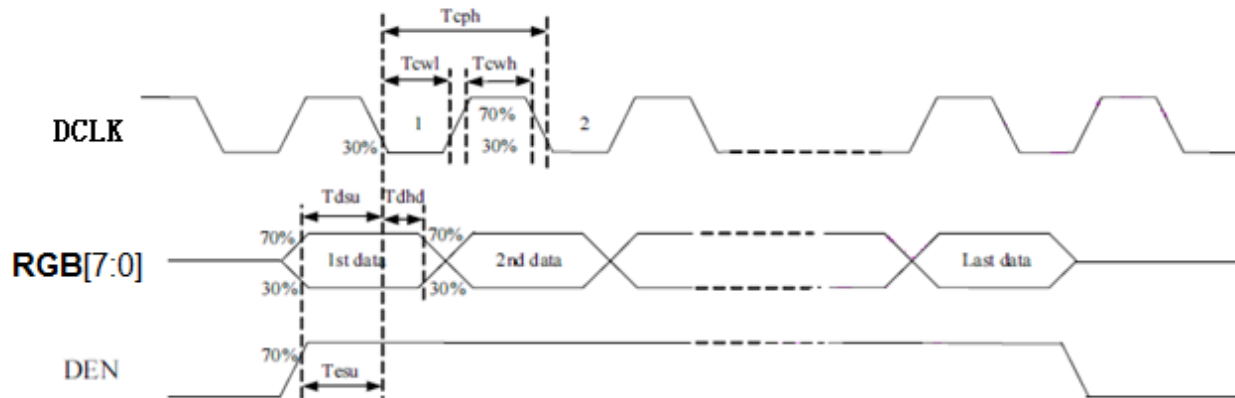 Tcph
Tcwl Tcwh
DCLK 30% 1 70% 30% 2
Tdsu Tdhd
RGB[7:0] 70% 30% 1st data 70% 30% 2nd data Last data
DEN 70%
Tesu